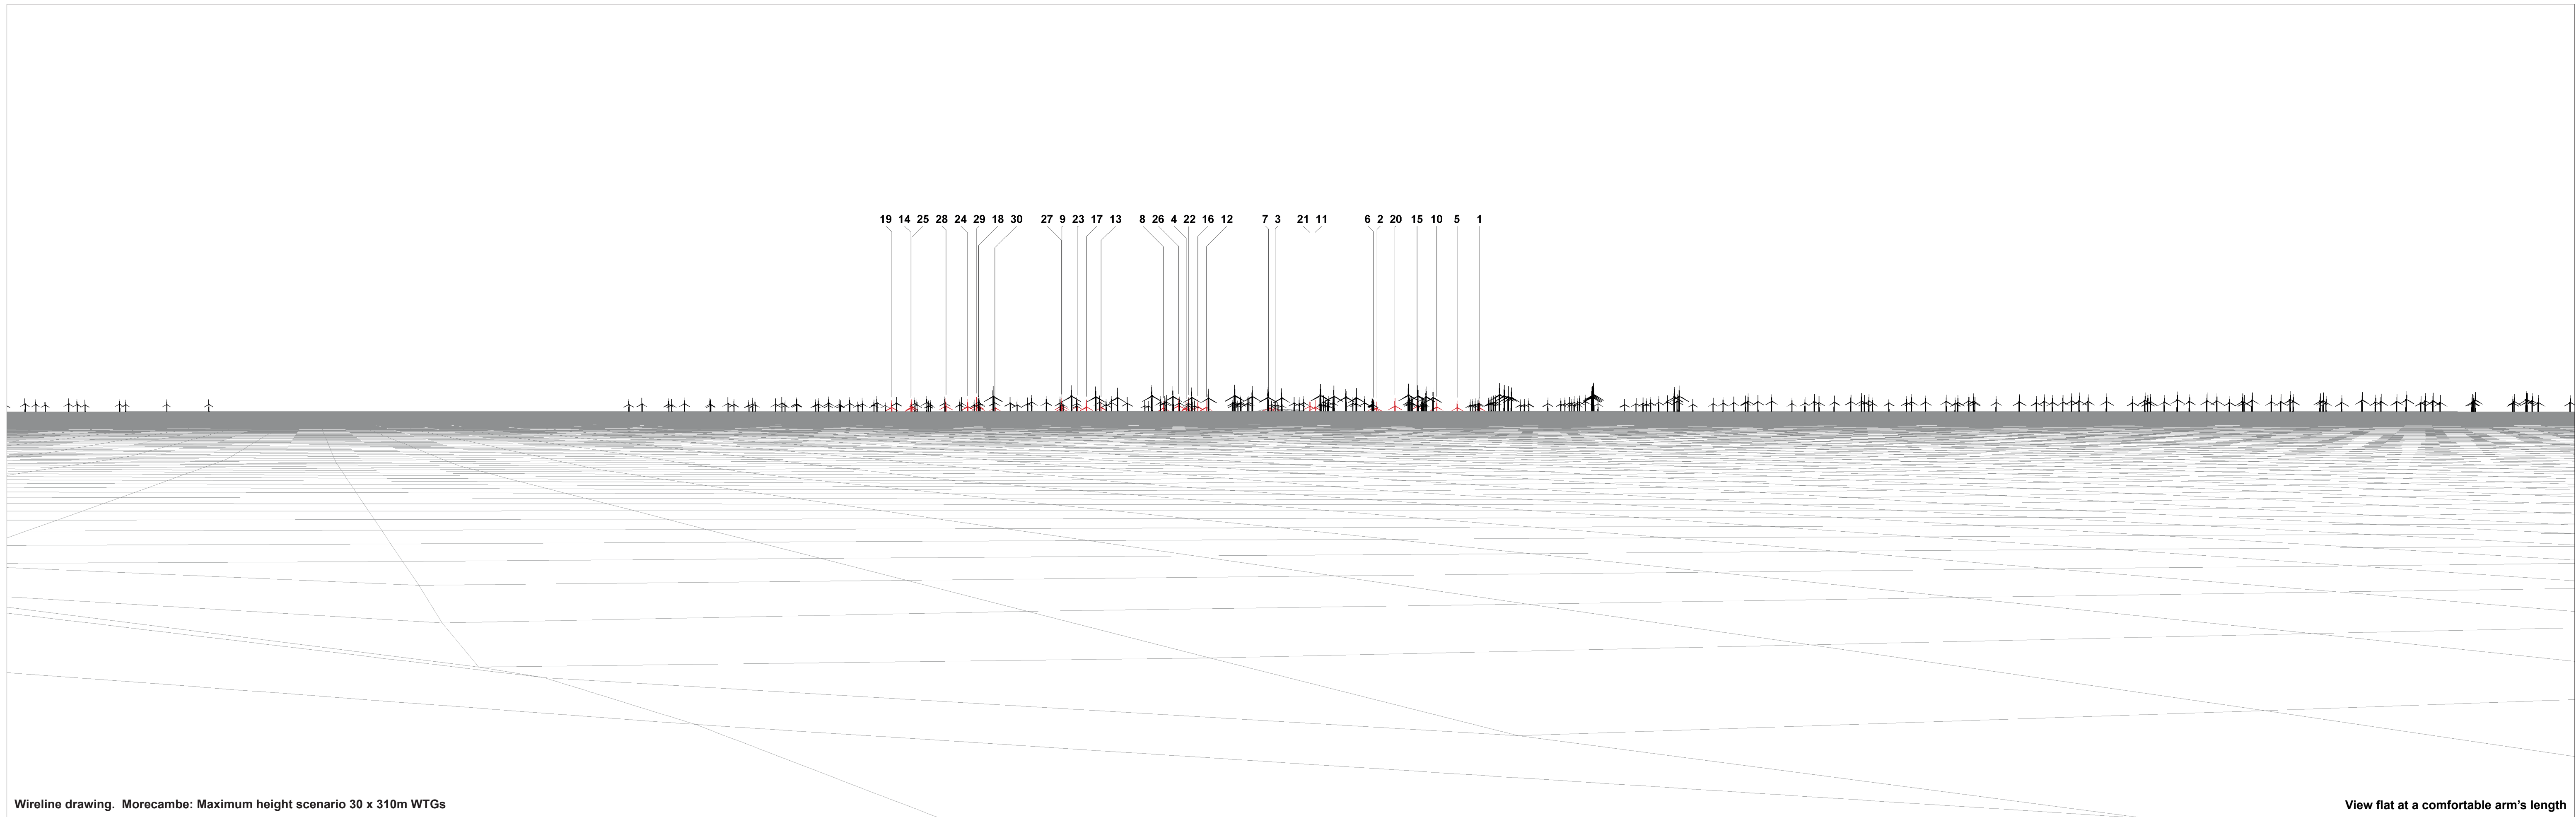 19 14 25 28 24 29 18 30 27 9 23 17 13 8 26 4 22 16 12 7 3 21 11 6 2 20 15 10 5 1
Wireline drawing. Morecambe: Maximum height scenario 30 x 310m WTGs
View flat at a comfortable arm's length